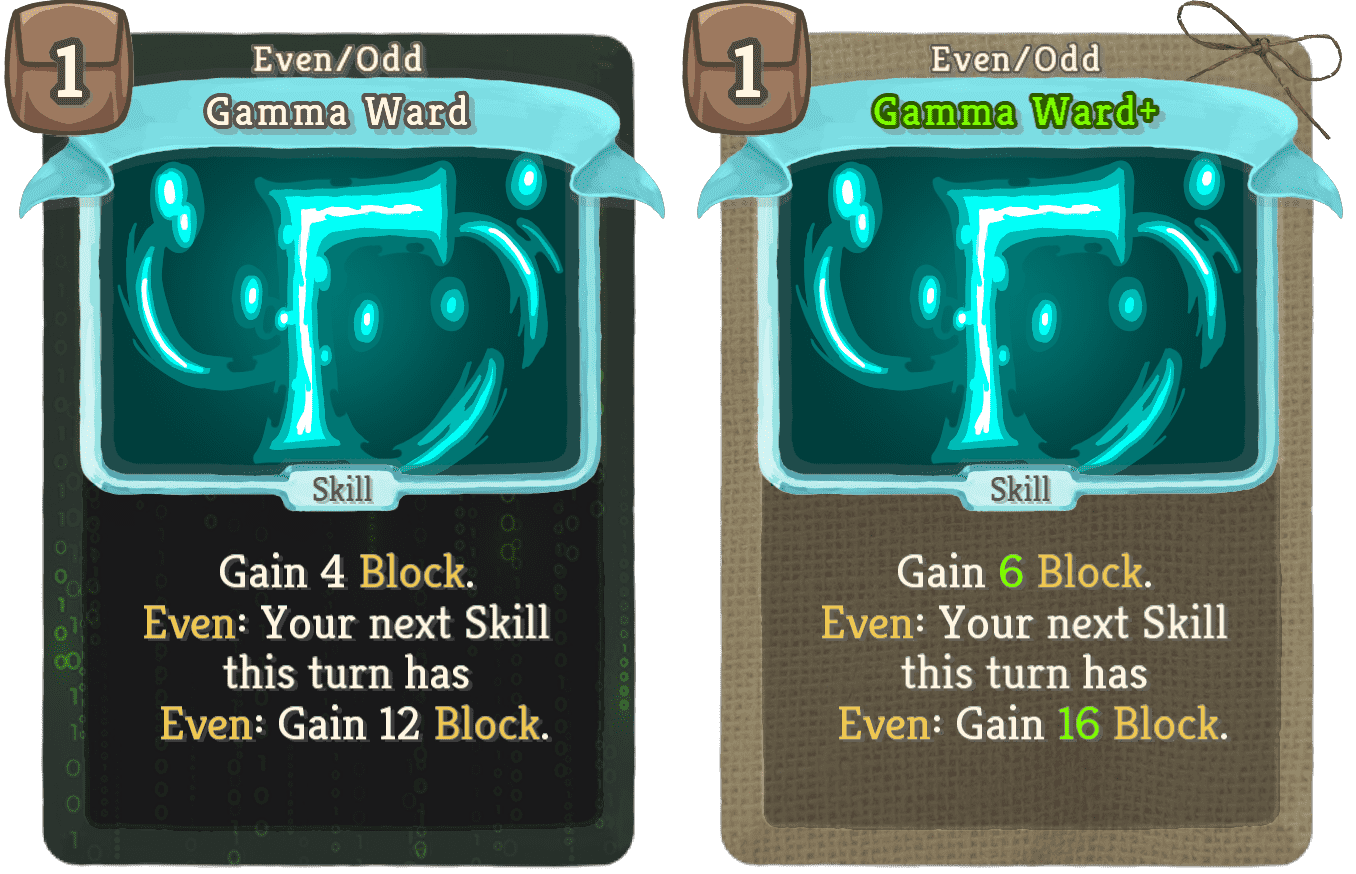 1
Even/Odd
Gamma Ward
Skill
Gain 4 Block.
Even: Your next Skill
this turn has
Even: Gain 12 Block.
1
Even/Odd
Gamma Ward+
Skill
Gain 6 Block.
Even: Your next Skill
this turn has
Even: Gain 16 Block.